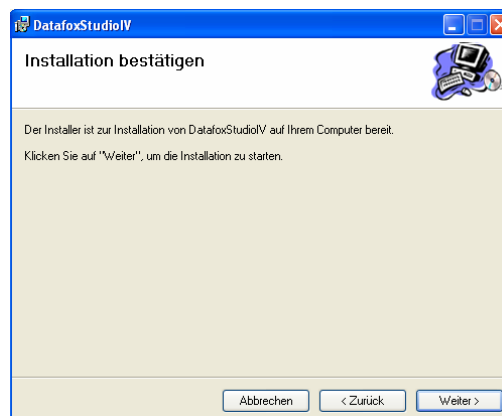 DatafoxStudioIV
Installation bestätigen
Der Installer ist zur Installation von DatafoxStudioIV auf Ihrem Computer bereit.
Klicken Sie auf "Weiter", um die Installation zu starten.
Abbrechen
< Zurück
Weiter >